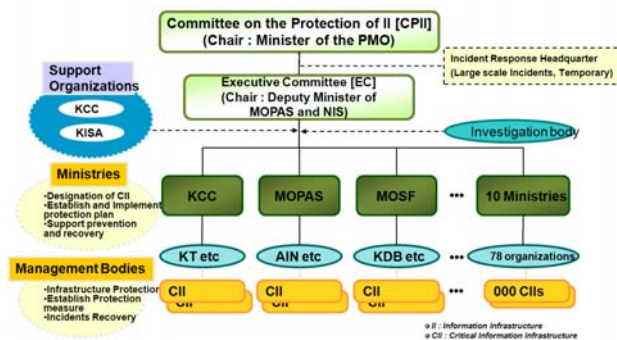 Committee on the Protection of II [CPII]
(Chair : Minister of the PMO)
Incident Response Headquarter
(Large scale Incidents, Temporary)
Support
Organizations
KCC
KISA
Executive Committee [EC]
(Chair : Deputy Minister of
MOPAS and NIS)
Investigation body
Ministries
•Designation of CII
•Establish and Implement
protection plan
•Support prevention
and recovery
KCC
MOPAS
MOSF
•••
10 Ministries
KT etc
AIN etc
KDB etc
•••
78 organizations
Management Bodies
•Infrastructure Protection
•Establish Protection
measure
•Incidents Recovery
CII
CII
CII
CII
CII
CII
•••
000 CIIs
II : Information Infrastructure
CII : Critical Information Infrastructure